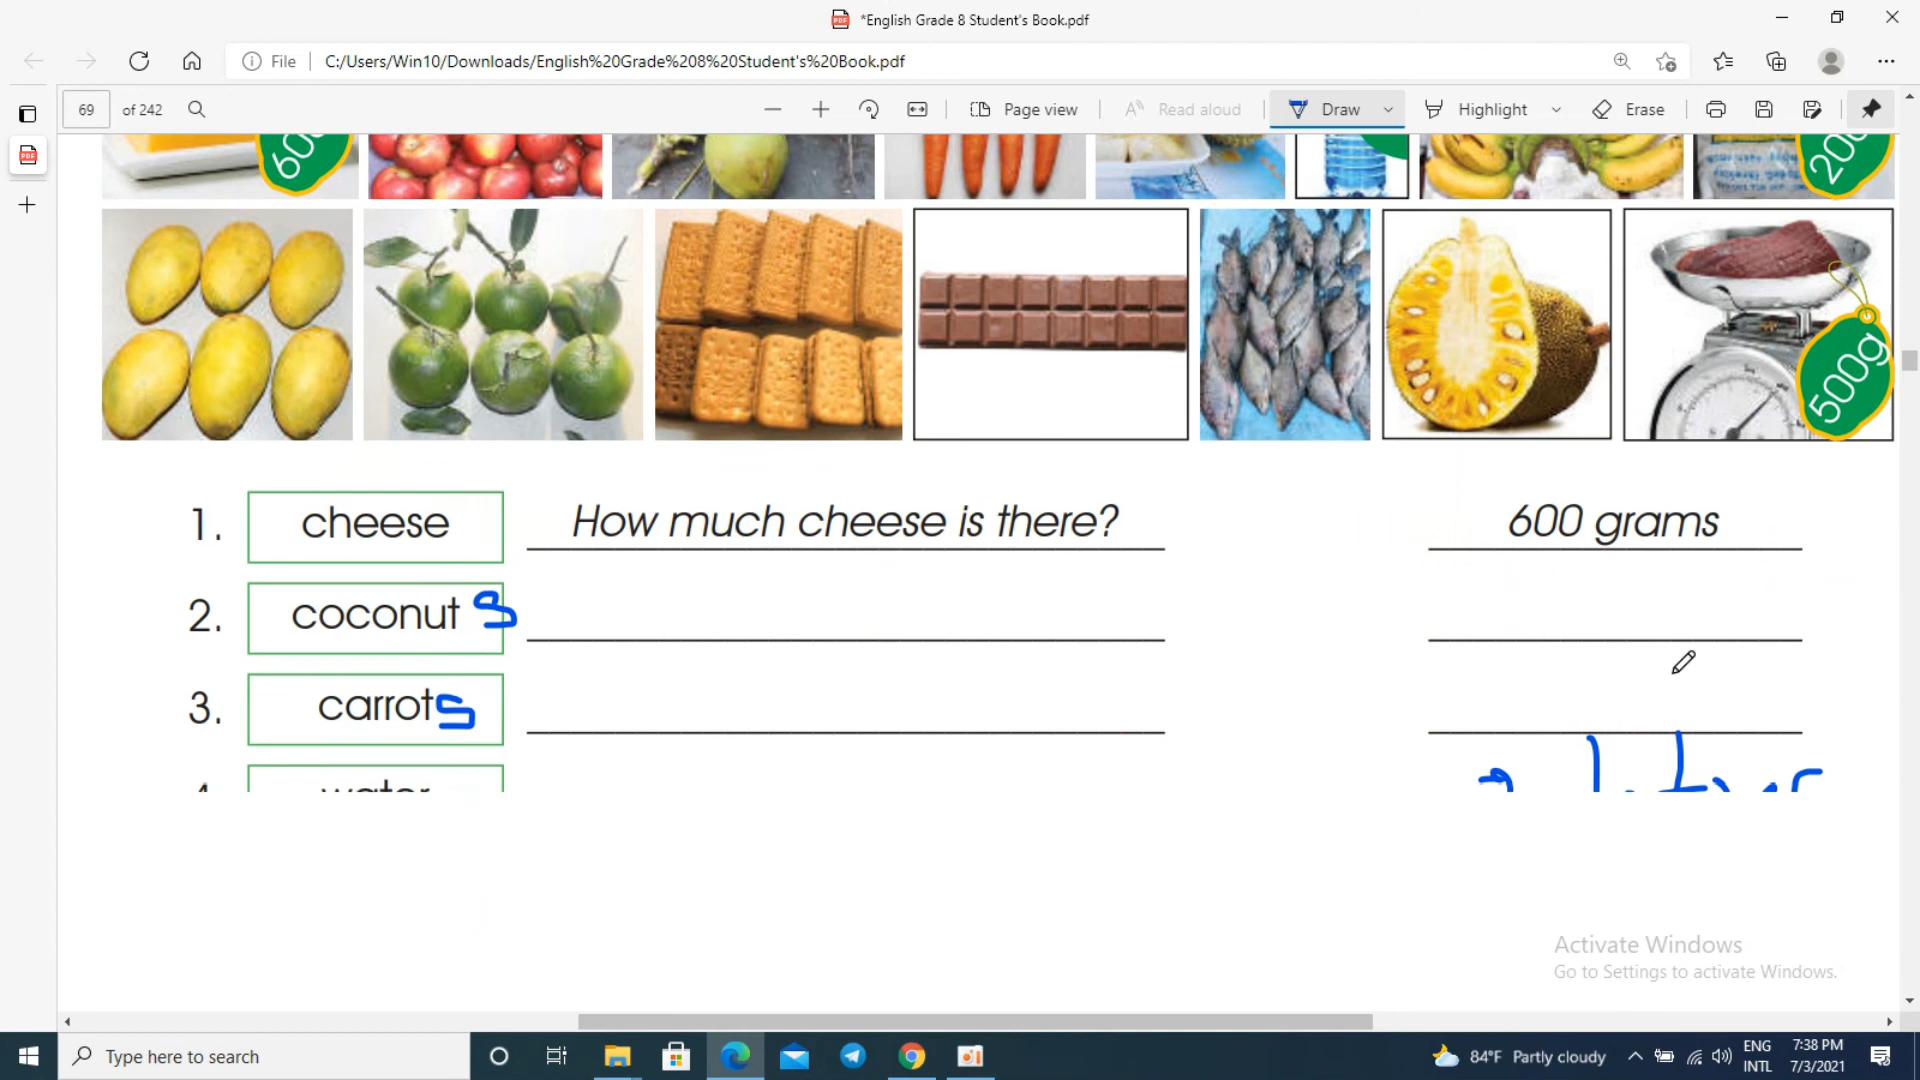 *English Grade 8 Student's Book.pdf
File C:/Users/Win10/Downloads/English%20Grade%208%20Student's%20Book.pdf
69 of 242 Page view Read aloud Draw Highlight Erase
500g
1. cheese How much cheese is there? 600 grams
2. coconut s
3. carrots
water
Activate Windows
Go to Settings to activate Windows.
Type here to search
84°F Partly cloudy
ENG
INTL
7:38 PM
7/3/2021